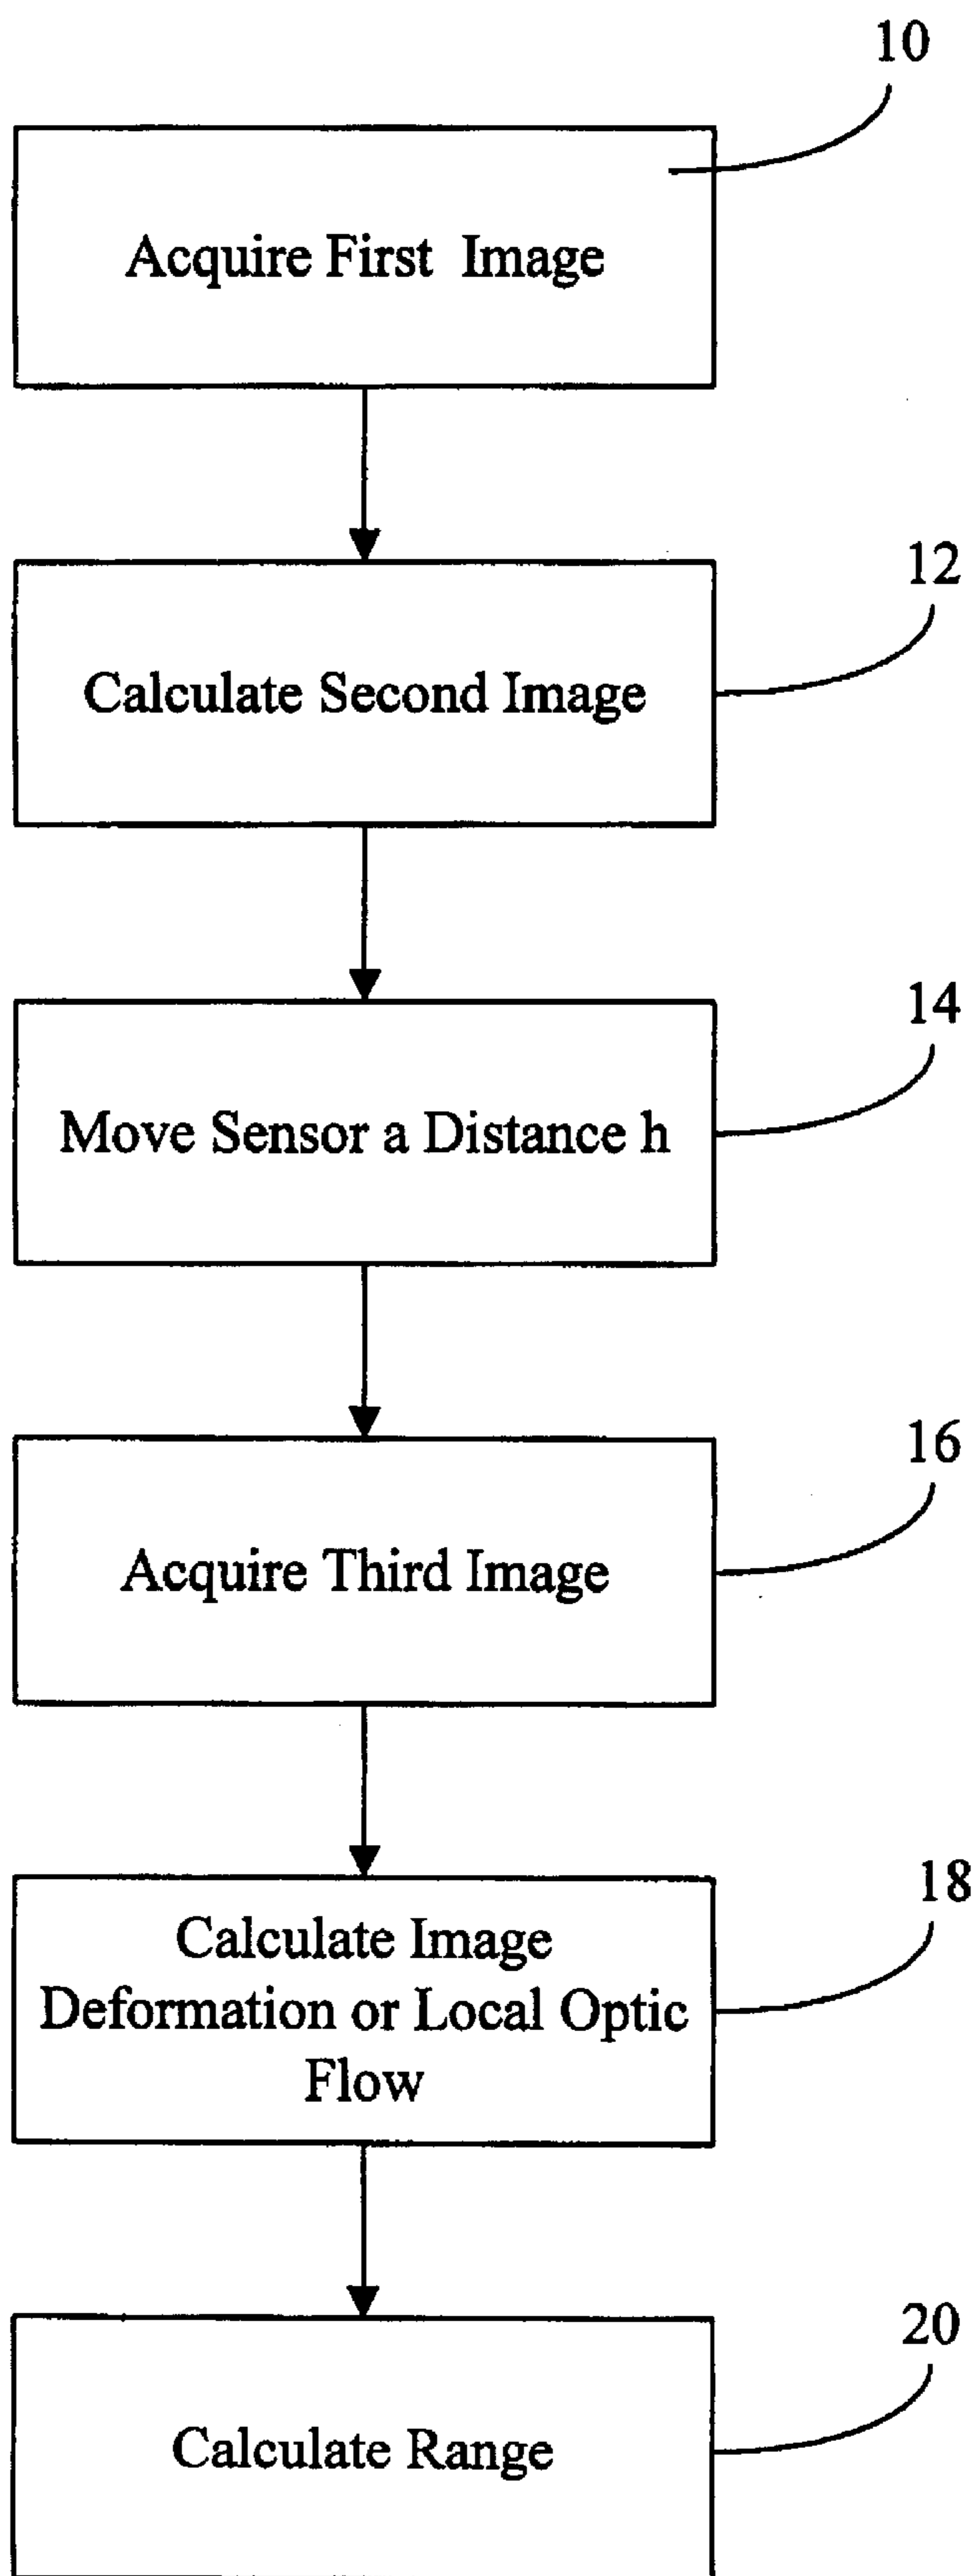 10
Acquire First Image
12
Calculate Second Image
14
Move Sensor a Distance h
16
Acquire Third Image
18
Calculate Image
Deformation or Local Optic
Flow
20
Calculate Range